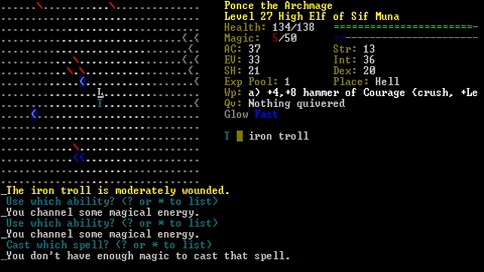 Ponce the Archmage
Level 27 High Elf of Sif Muna
Health: 134/138
Magic: 5/50
AC: 37 Str: 13
EV: 33 Int: 36
SH: 21 Dex: 20
Exp Pool: 1 Place: Hell
Wp: a) +4,+8 hammer of Courage {crush, +Le
Qv: Nothing quivered
Glow Fast
T iron troll
_The iron troll is moderately wounded.
Use which ability? (? or * to list)
_You channel some magical energy.
Use which ability? (? or * to list)
_You channel some magical energy.
Cast which spell? (? or * to list)
_You don't have enough magic to cast that spell.